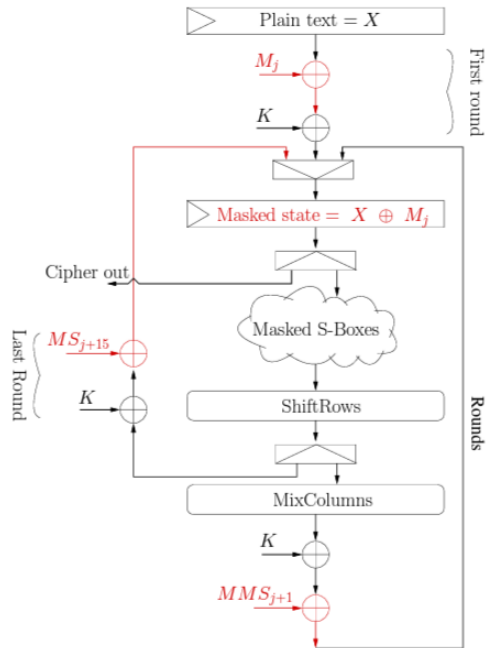 Plain text = X
M_j
First round
K
Masked state = X ⊕ M_j
Cipher out
Masked S-Boxes
MS_{j+15}
Last Round
K
ShiftRows
Rounds
MixColumns
K
MMS_{j+1}